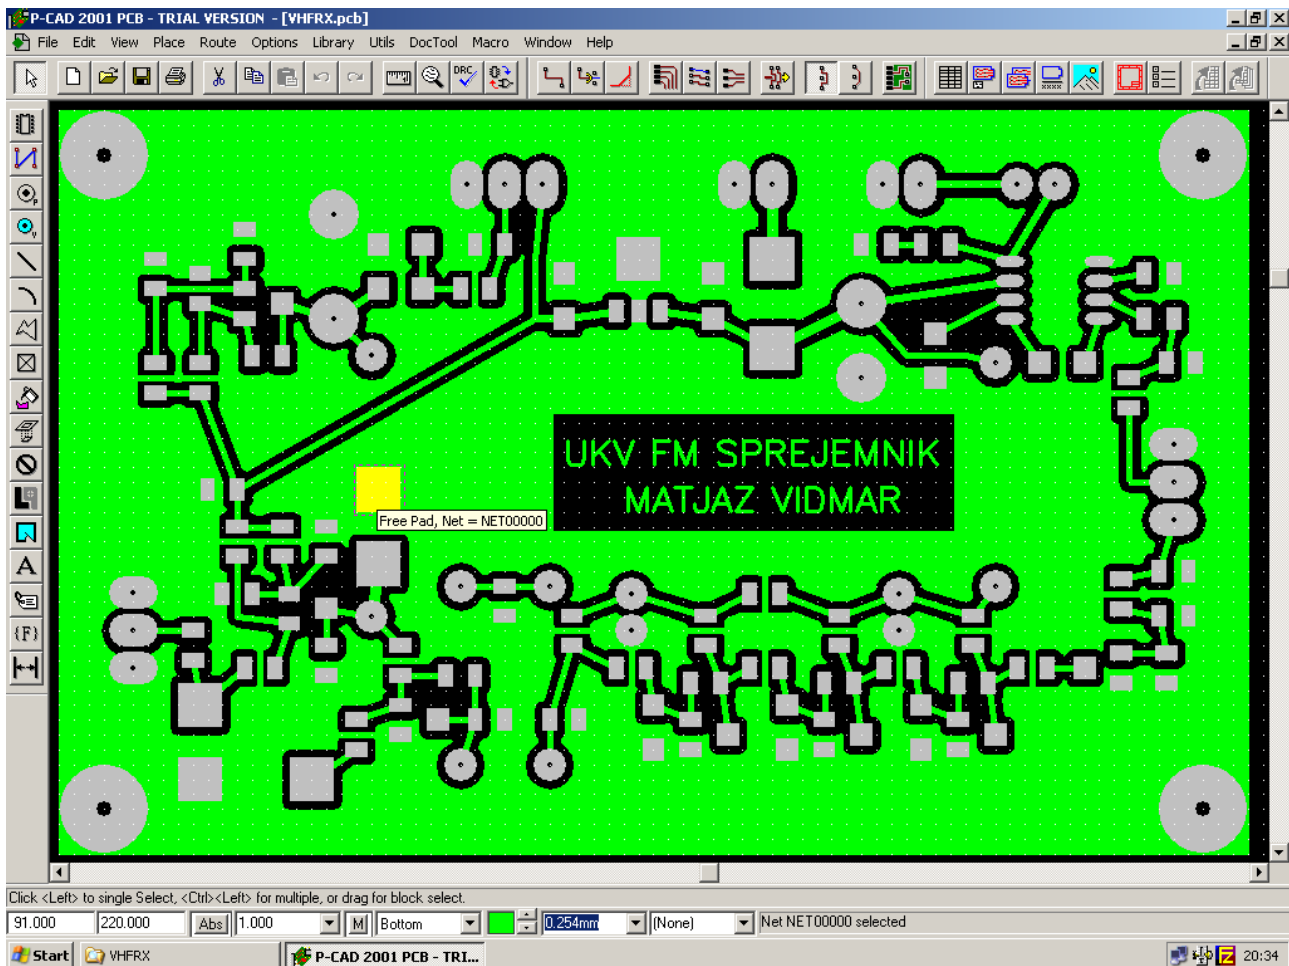 P-CAD 2001 PCB - TRIAL VERSION - [VHFRX.pcb]
File Edit View Place Route Options Library Utils DocTool Macro Window Help
DRC
UKV FM SPREJEMNIK
MATJAZ VIDMAR
Free Pad, Net = NET00000
A
{F}
Click <Left> to single Select, <Ctrl><Left> for multiple, or drag for block select.
91.000 220.000 Abs 1.000 M Bottom 0.254mm (None) Net NET00000 selected
Start VHFRX P-CAD 2001 PCB - TRI... 20:34